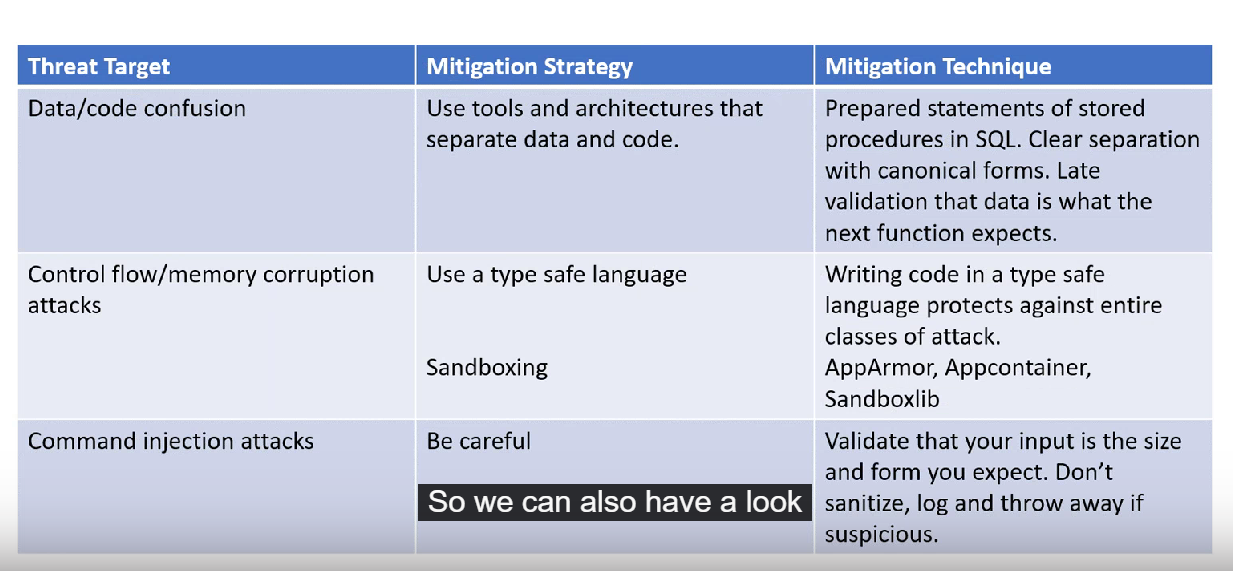 Threat Target
Mitigation Strategy
Mitigation Technique
Data/code confusion
Use tools and architectures that
separate data and code.
Prepared statements of stored
procedures in SQL. Clear separation
with canonical forms. Late
validation that data is what the
next function expects.
Control flow/memory corruption
attacks
Use a type safe language
Sandboxing
Writing code in a type safe
language protects against entire
classes of attack.
AppArmor, Appcontainer,
Sandboxlib
Command injection attacks
Be careful
Validate that your input is the size
and form you expect. Don’t
sanitize, log and throw away if
suspicious.
So we can also have a look